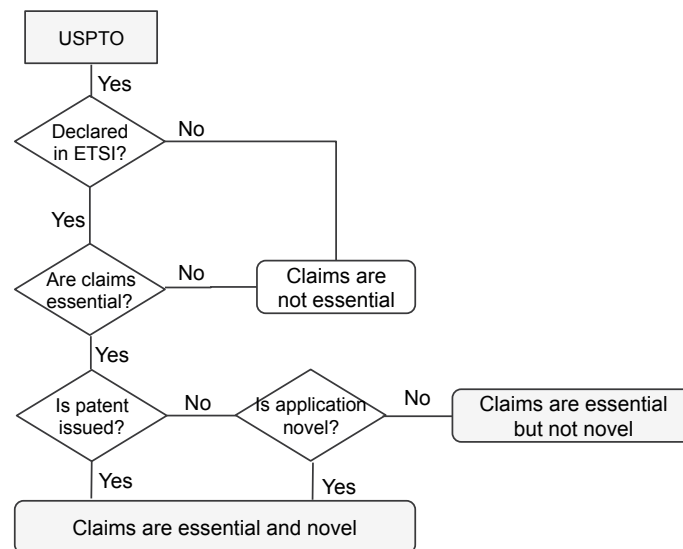 USPTO
Yes
Declared
in ETSI?
No
Yes
Are claims
essential?
No
Claims are
not essential
Yes
Is patent
issued?
No
Is application
novel?
No
Claims are essential
but not novel
Yes
Yes
Claims are essential and novel